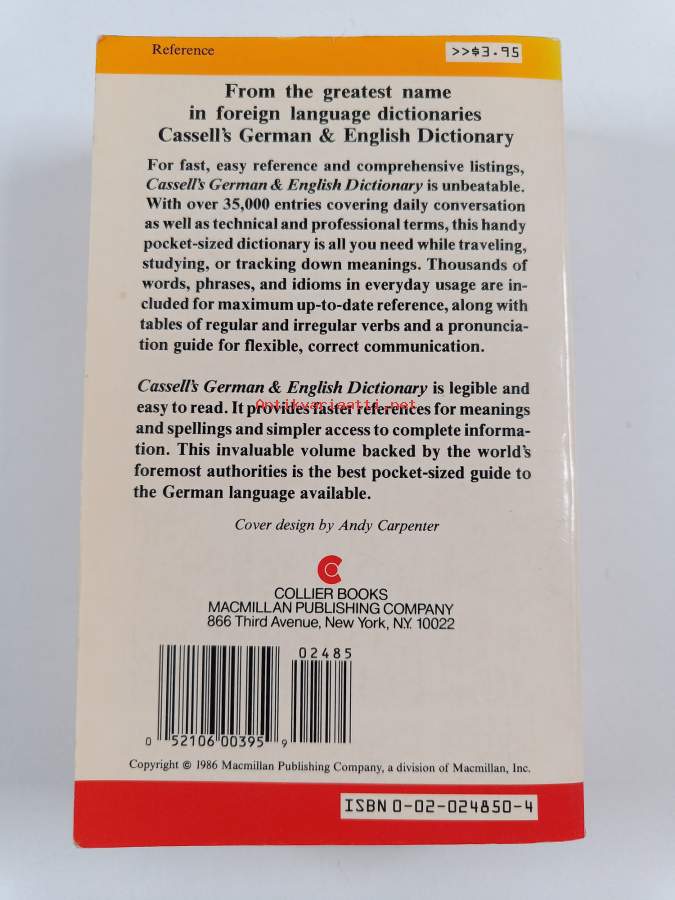 Reference
>>$3.95
From the greatest name
in foreign language dictionaries
Cassell's German & English Dictionary
For fast, easy reference and comprehensive listings,
Cassell's German & English Dictionary is unbeatable.
With over 35,000 entries covering daily conversation
as well as technical and professional terms, this handy
pocket-sized dictionary is all you need while traveling,
studying, or tracking down meanings. Thousands of
words, phrases, and idioms in everyday usage are in-
cluded for maximum up-to-date reference, along with
tables of regular and irregular verbs and a pronuncia-
tion guide for flexible, correct communication.
Cassell's German & English Dictionary is legible and
easy to read. It provides faster references for meanings
Antikvariaatti.net
and spellings and simpler access to complete informa-
tion. This invaluable volume backed by the world's
foremost authorities is the best pocket-sized guide to
the German language available.
Cover design by Andy Carpenter
COLLIER BOOKS
MACMILLAN PUBLISHING COMPANY
866 Third Avenue, New York, N.Y. 10022
02485
0 52106 00395 9
Copyright © 1986 Macmillan Publishing Company, a division of Macmillan, Inc.
ISBN 0-02-024850-4